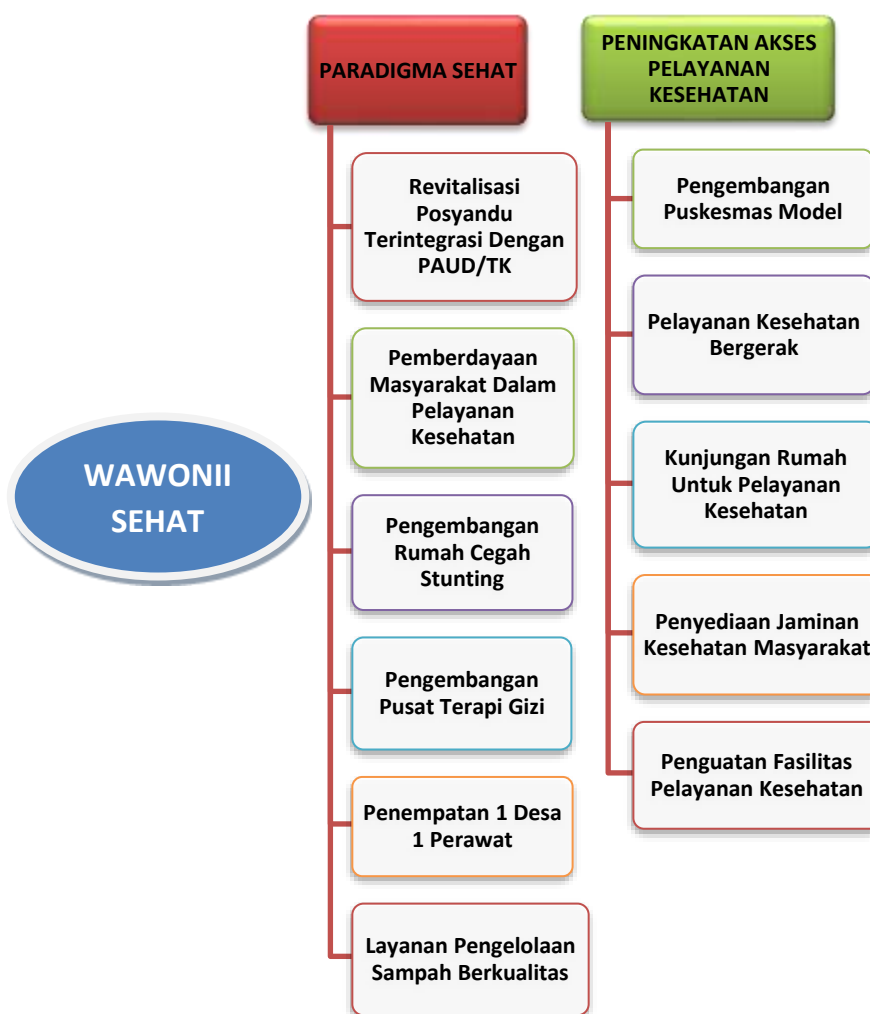 WAWONII
SEHAT
PARADIGMA SEHAT
Revitalisasi
Posyandu
Terintegrasi Dengan
PAUD/TK
Pemberdayaan
Masyarakat Dalam
Pelayanan
Kesehatan
Pengembangan
Rumah Cegah
Stunting
Pengembangan
Pusat Terapi Gizi
Penempatan 1 Desa
1 Perawat
Layanan Pengelolaan
Sampah Berkualitas
PENINGKATAN AKSES
PELAYANAN
KESEHATAN
Pengembangan
Puskesmas Model
Pelayanan Kesehatan
Bergerak
Kunjungan Rumah
Untuk Pelayanan
Kesehatan
Penyediaan Jaminan
Kesehatan Masyarakat
Penguatan Fasilitas
Pelayanan Kesehatan